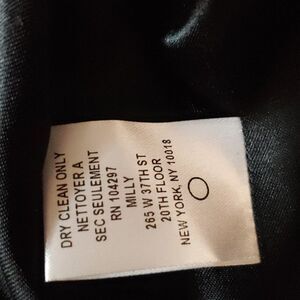 DRY CLEAN ONLY
NETTOYER A
SEC SEULEMENT
RN 104297
MILLY
265 W 37TH ST
20TH FLOOR
NEW YORK, NY 10018